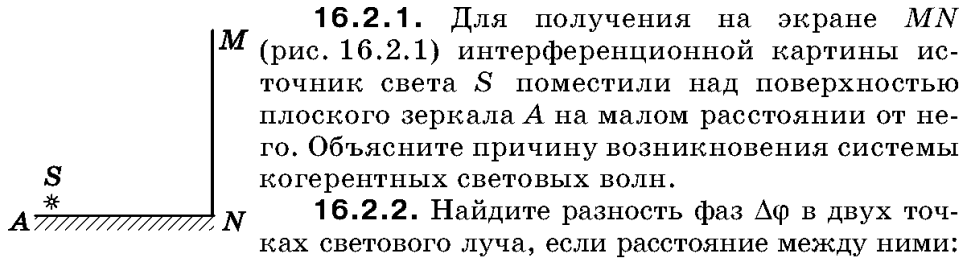 16.2.1. Для получения на экране MN
(рис. 16.2.1) интерференционной картины ис-
точник света S поместили над поверхностью
плоского зеркала A на малом расстоянии от не-
го. Объясните причину возникновения системы
когерентных световых волн.
16.2.2. Найдите разность фаз Δφ в двух точ-
ках светового луча, если расстояние между ними:
M
S
A
N